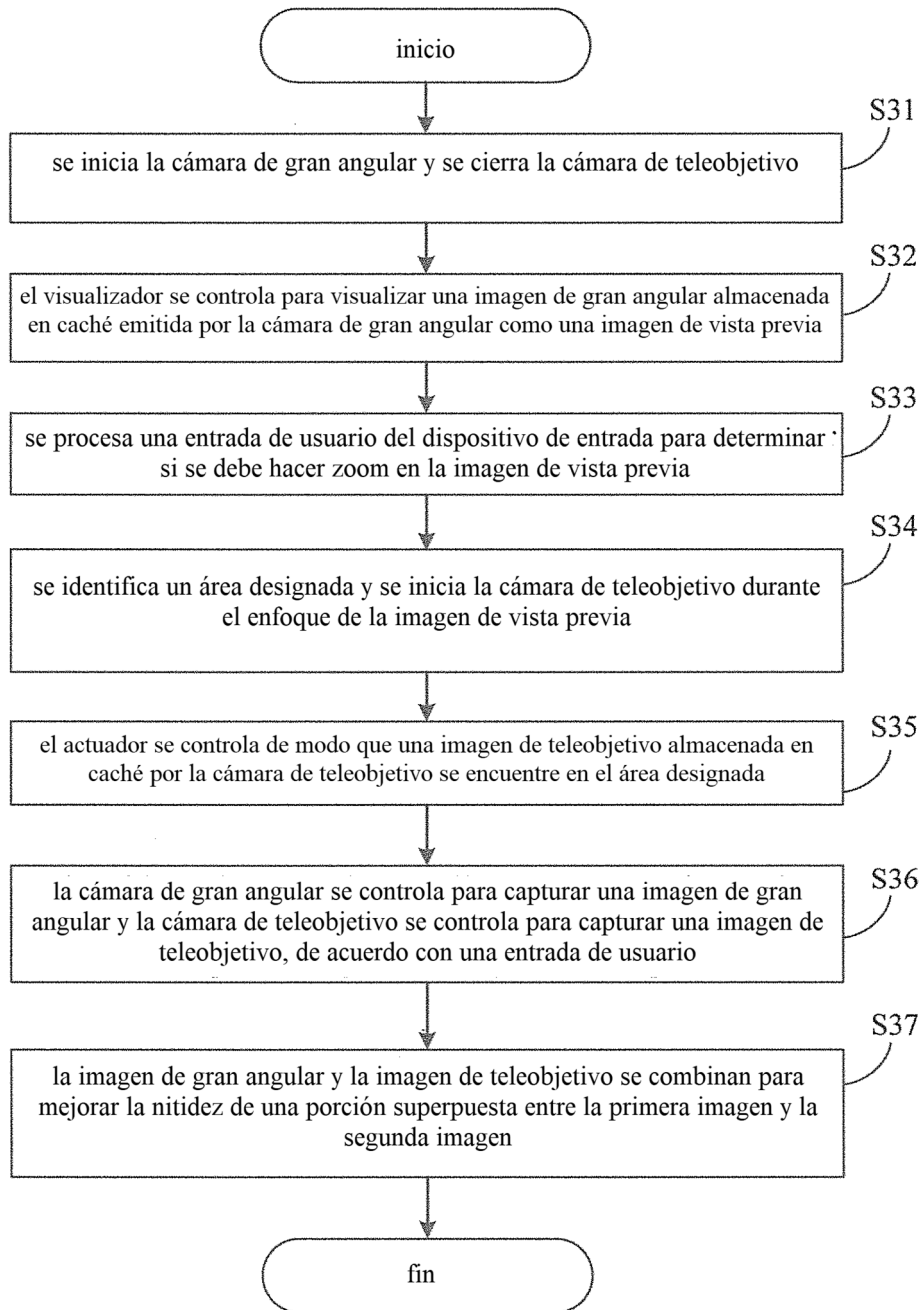 inicio
S31
se inicia la cámara de gran angular y se cierra la cámara de teleobjetivo
S32
el visualizador se controla para visualizar una imagen de gran angular almacenada
en caché emitida por la cámara de gran angular como una imagen de vista previa
S33
se procesa una entrada de usuario del dispositivo de entrada para determinar
si se debe hacer zoom en la imagen de vista previa
S34
se identifica un área designada y se inicia la cámara de teleobjetivo durante
el enfoque de la imagen de vista previa
S35
el actuador se controla de modo que una imagen de teleobjetivo almacenada en
caché por la cámara de teleobjetivo se encuentre en el área designada
S36
la cámara de gran angular se controla para capturar una imagen de gran
angular y la cámara de teleobjetivo se controla para capturar una imagen de
teleobjetivo, de acuerdo con una entrada de usuario
S37
la imagen de gran angular y la imagen de teleobjetivo se combinan para
mejorar la nitidez de una porción superpuesta entre la primera imagen y la
segunda imagen
fin